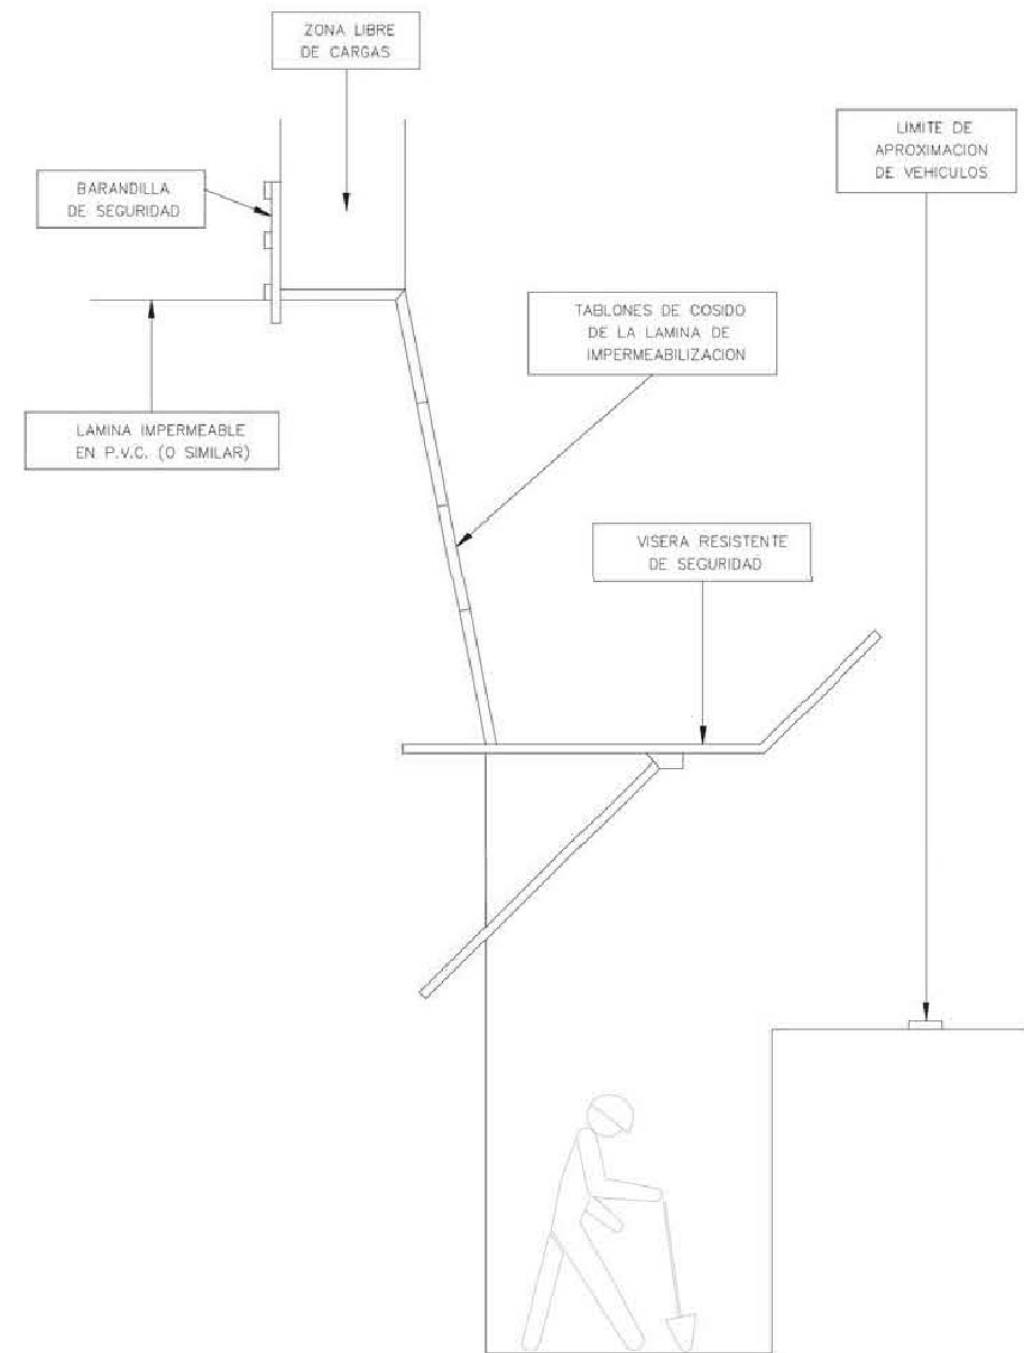 ZONA LIBRE
DE CARGAS
LIMITE DE
APROXIMACION
DE VEHICULOS
BARANDILLA
DE SEGURIDAD
TABLONES DE COSIDO
DE LA LAMINA DE
IMPERMEABILIZACION
LAMINA IMPERMEABLE
EN P.V.C. (O SIMILAR)
VISERA RESISTENTE
DE SEGURIDAD